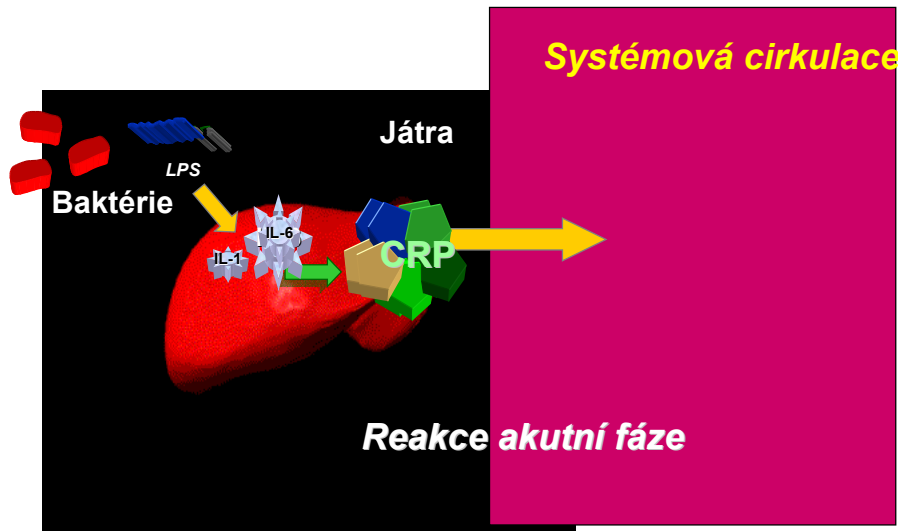 Systémová cirkulace
Játra
LPS
Baktérie
IL-6
IL-1
CRP
Reakce akutní fáze